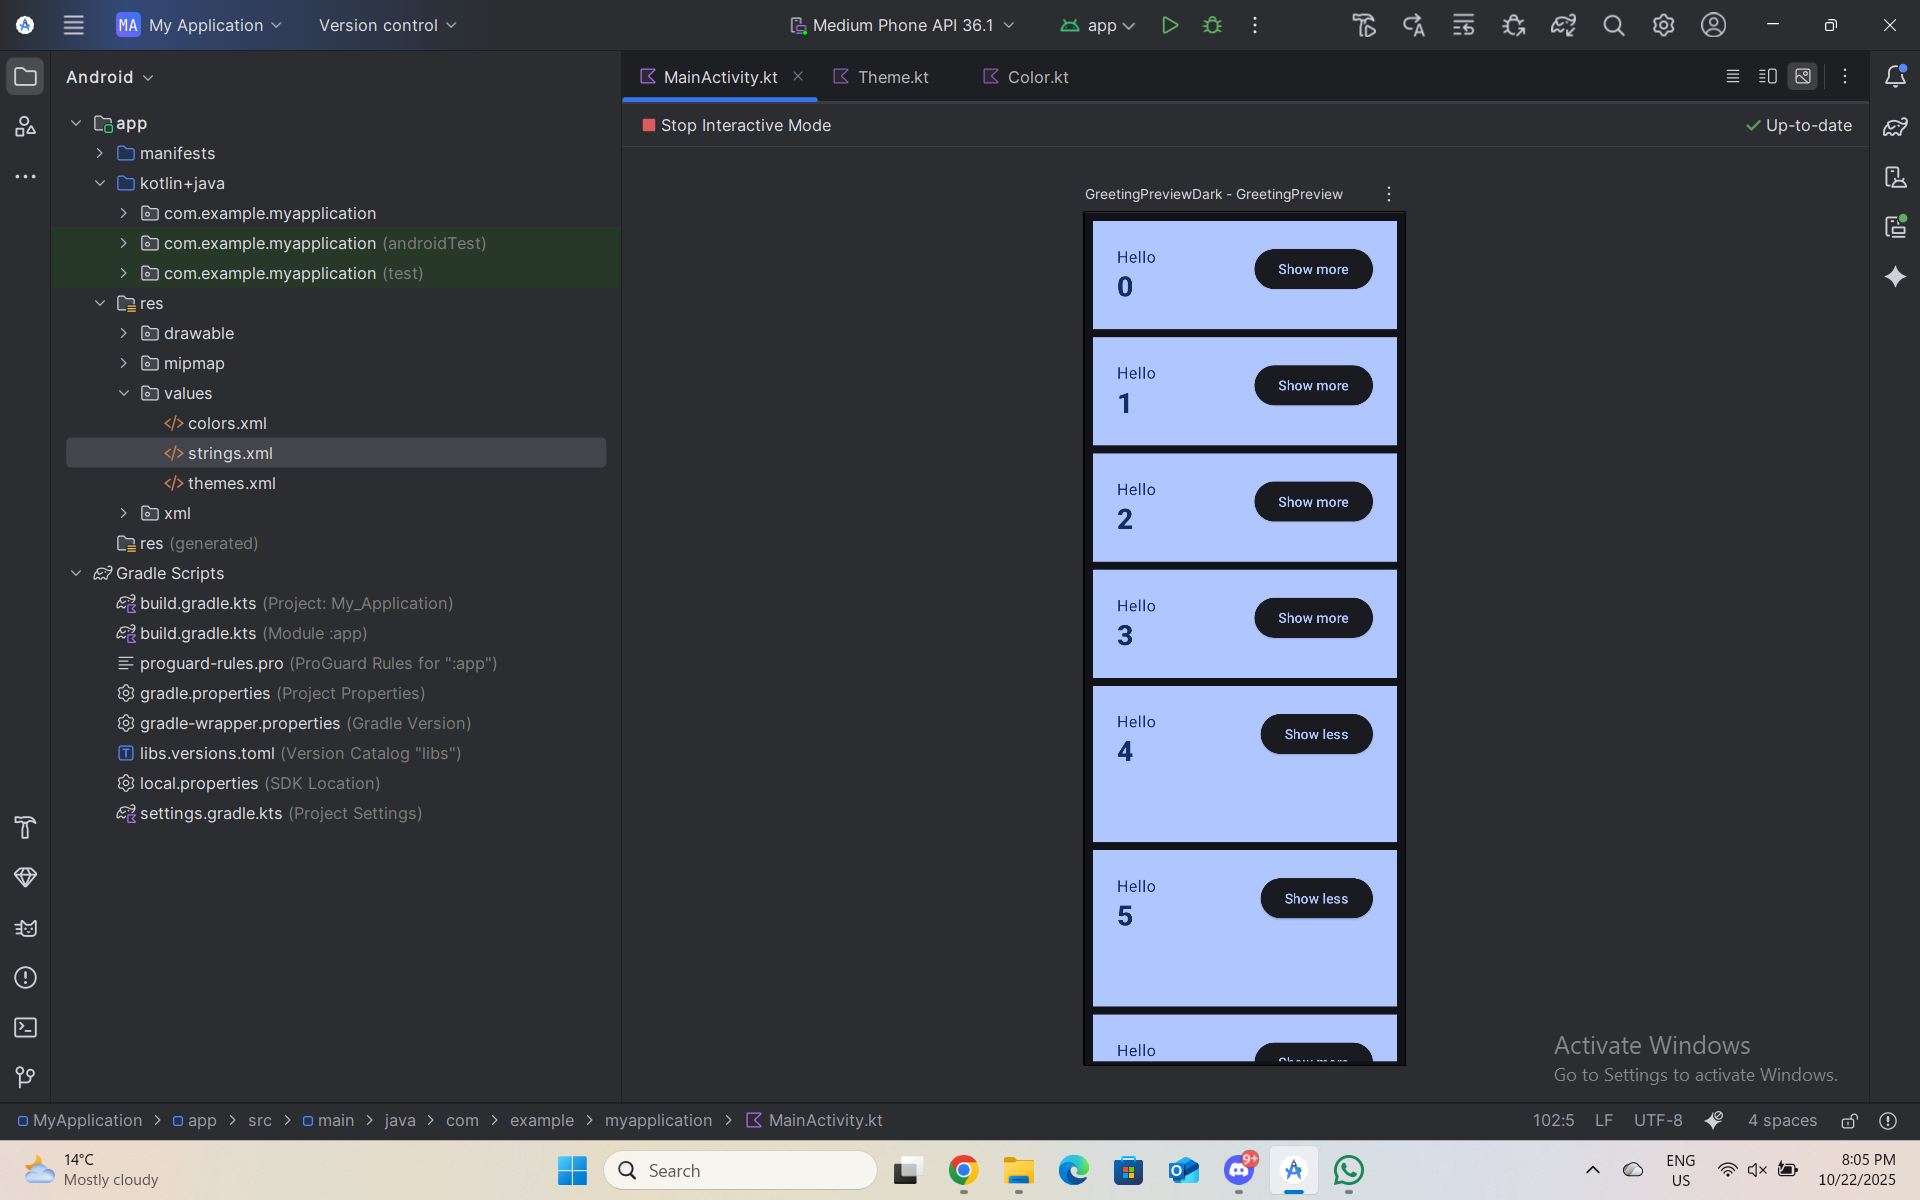 MA My Application
Version control
Medium Phone API 36.1
app
Android
MainActivity.kt
Theme.kt
Color.kt
Stop Interactive Mode
Up-to-date
app
manifests
kotlin+java
com.example.myapplication
com.example.myapplication (androidTest)
com.example.myapplication (test)
res
drawable
mipmap
values
</> colors.xml
</> strings.xml
</> themes.xml
xml
res (generated)
Gradle Scripts
build.gradle.kts (Project: My_Application)
build.gradle.kts (Module :app)
proguard-rules.pro (ProGuard Rules for ":app")
gradle.properties (Project Properties)
gradle-wrapper.properties (Gradle Version)
libs.versions.toml (Version Catalog "libs")
local.properties (SDK Location)
settings.gradle.kts (Project Settings)
GreetingPreviewDark - GreetingPreview
Hello
0
Show more
Hello
1
Show more
Hello
2
Show more
Hello
3
Show more
Hello
4
Show less
Hello
5
Show less
Hello
Show more
Activate Windows
Go to Settings to activate Windows.
MyApplication > app > src > main > java > com > example > myapplication > MainActivity.kt
102:5 LF UTF-8 4 spaces
14°C
Mostly cloudy
Search
9+
ENG
US
8:05 PM
10/22/2025